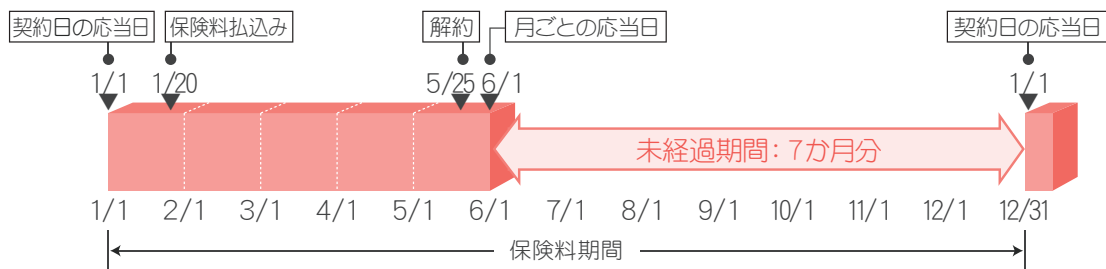 契約日の応当日 保険料払込み 解約 月ごとの応当日 契約日の応当日
1/1 1/20 5/25 6/1 1/1
未経過期間：7か月分
1/1 2/1 3/1 4/1 5/1 6/1 7/1 8/1 9/1 10/1 11/1 12/1 12/31
保険料期間